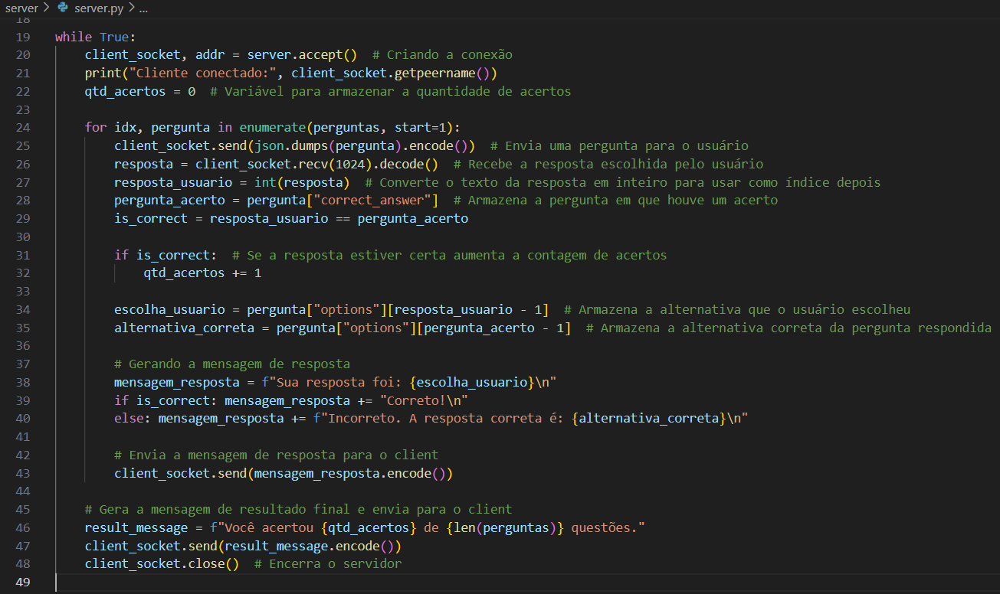 server > server.py > ...
18
19 while True:
20     client_socket, addr = server.accept()  # Criando a conexão
21     print("Cliente conectado:", client_socket.getpeername())
22     qtd_acertos = 0  # Variável para armazenar a quantidade de acertos
23
24     for idx, pergunta in enumerate(perguntas, start=1):
25         client_socket.send(json.dumps(pergunta).encode())  # Envia uma pergunta para o usuário
26         resposta = client_socket.recv(1024).decode()  # Recebe a resposta escolhida pelo usuário
27         resposta_usuario = int(resposta)  # Converte o texto da resposta em inteiro para usar como índice depois
28         pergunta_acerto = pergunta["correct_answer"]  # Armazena a pergunta em que houve um acerto
29         is_correct = resposta_usuario == pergunta_acerto
30
31         if is_correct:  # Se a resposta estiver certa aumenta a contagem de acertos
32             qtd_acertos += 1
33
34         escolha_usuario = pergunta["options"][resposta_usuario - 1]  # Armazena a alternativa que o usuário escolheu
35         alternativa_correta = pergunta["options"][pergunta_acerto - 1]  # Armazena a alternativa correta da pergunta respondida
36
37         # Gerando a mensagem de resposta
38         mensagem_resposta = f"Sua resposta foi: {escolha_usuario}\n"
39         if is_correct: mensagem_resposta += "Correto!\n"
40         else: mensagem_resposta += f"Incorreto. A resposta correta é: {alternativa_correta}\n"
41
42         # Envia a mensagem de resposta para o client
43         client_socket.send(mensagem_resposta.encode())
44
45     # Gera a mensagem de resultado final e envia para o client
46     result_message = f"Você acertou {qtd_acertos} de {len(perguntas)} questões."
47     client_socket.send(result_message.encode())
48     client_socket.close()  # Encerra o servidor
49